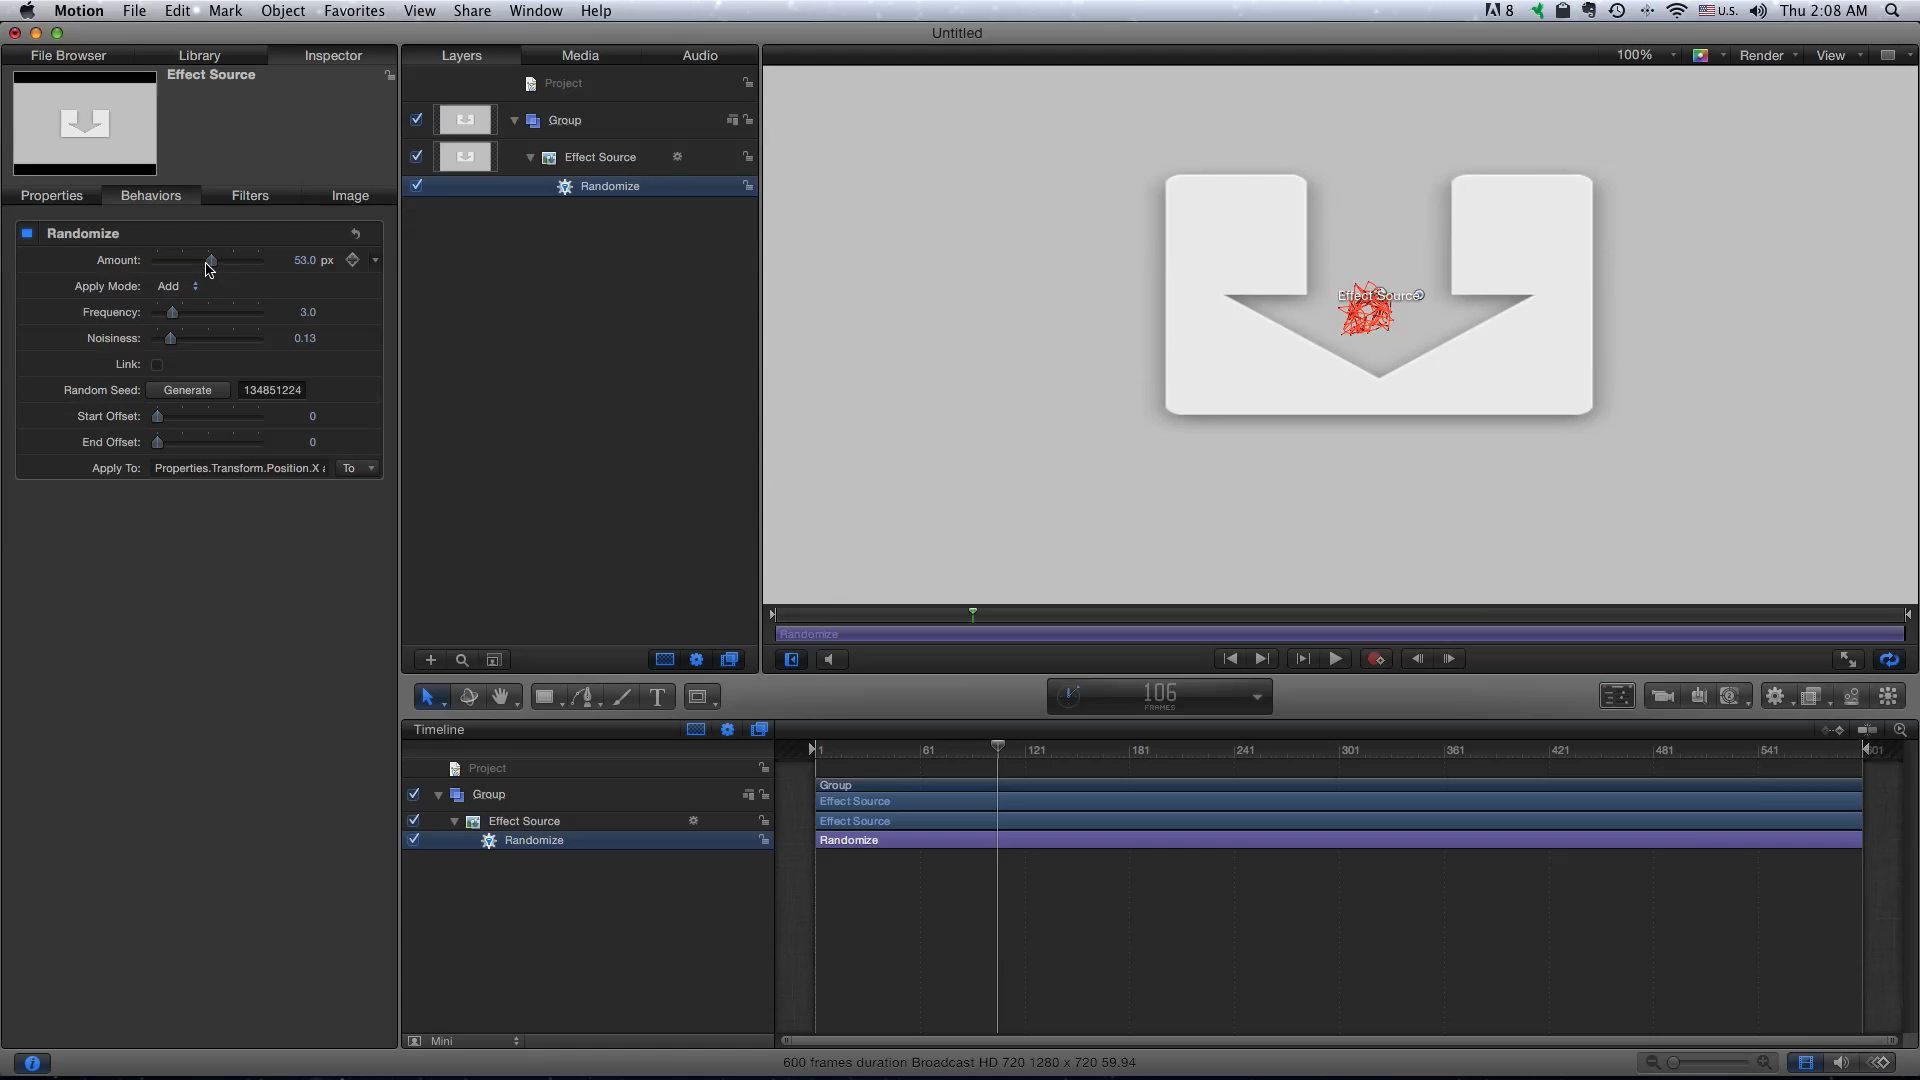 Motion File Edit Mark Object Favorites View Share Window Help 8 U.S. Thu 2:08 AM
Untitled
File Browser Library Inspector Layers Media Audio 100% Render View
Effect Source
Project
Group
Effect Source
Randomize
Properties Behaviors Filters Image
Randomize
Amount: 53.0 px
Apply Mode: Add
Frequency: 3.0
Noisiness: 0.13
Link:
Random Seed: Generate 134851224
Start Offset: 0
End Offset: 0
Apply To: Properties.Transform.Position.X To
Effect Source
Randomize
106
FRAMES
Timeline
1 61 121 181 241 301 361 421 481 541 601
Project
Group
Effect Source
Randomize
Group
Effect Source
Effect Source
Randomize
Mini
600 frames duration Broadcast HD 720 1280 x 720 59.94